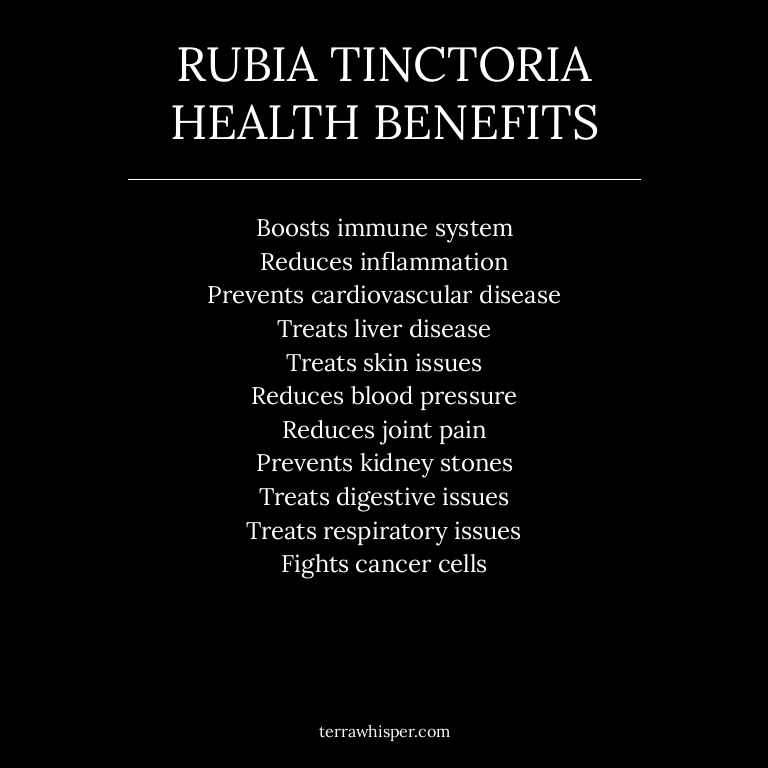 RUBIA TINCTORIA
HEALTH BENEFITS
Boosts immune system
Reduces inflammation
Prevents cardiovascular disease
Treats liver disease
Treats skin issues
Reduces blood pressure
Reduces joint pain
Prevents kidney stones
Treats digestive issues
Treats respiratory issues
Fights cancer cells
terrawhisper.com